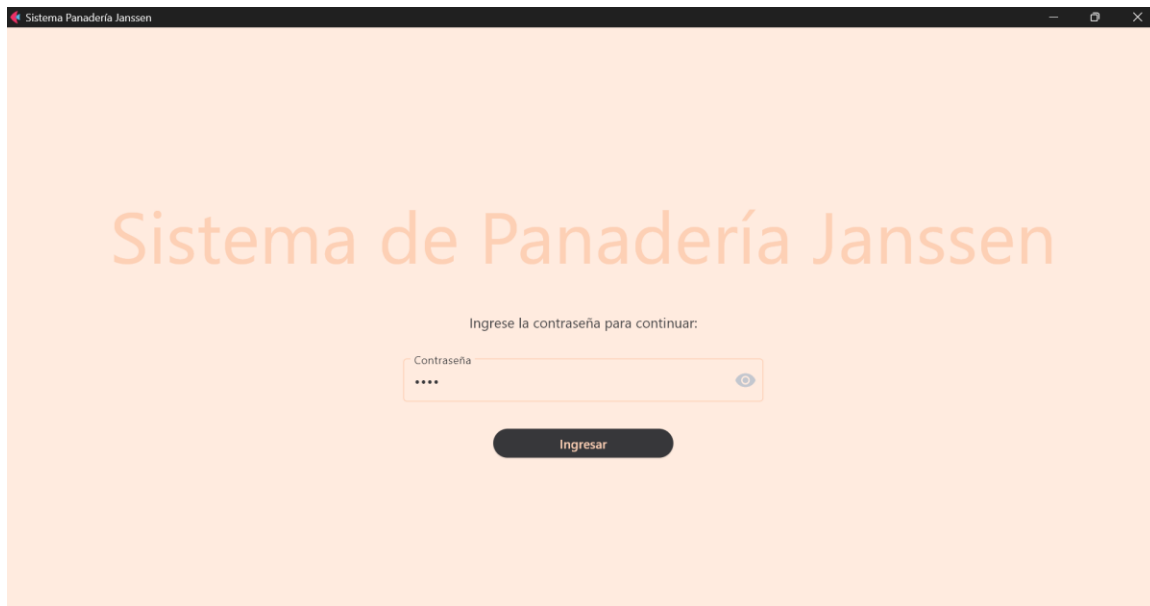 Sistema Panadería Janssen
Sistema de Panadería Janssen
Ingrese la contraseña para continuar:
Contraseña
••••
Ingresar